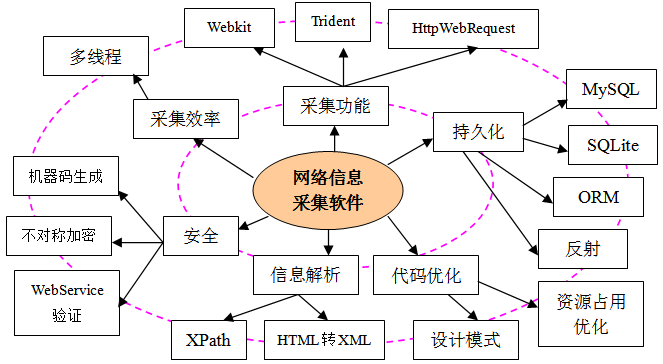 Webkit
Trident
HttpWebRequest
多线程
采集效率
采集功能
持久化
MySQL
SQLite
ORM
反射
机器码生成
不对称加密
WebService
验证
安全
网络信息
采集软件
信息解析
代码优化
资源占用
优化
XPath
HTML 转 XML
设计模式